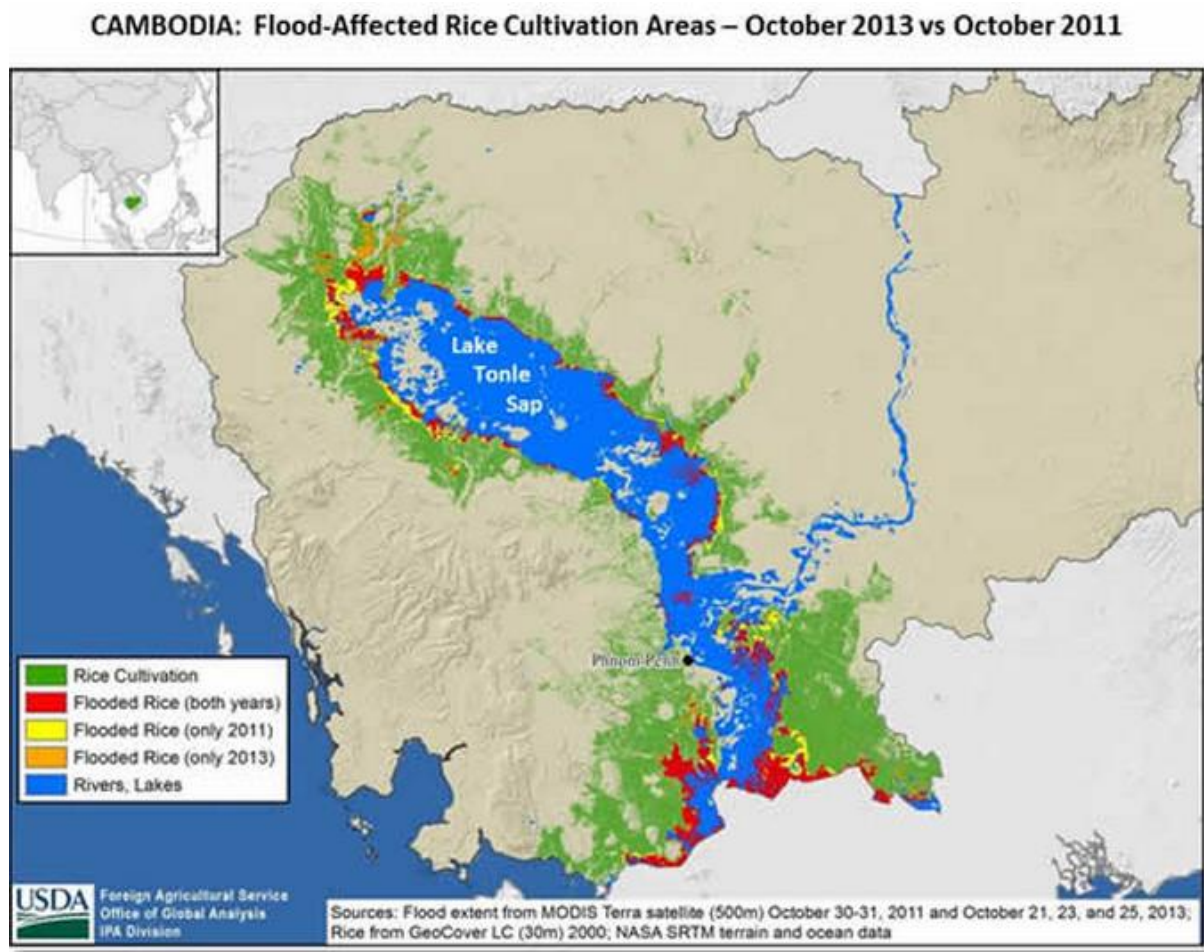 CAMBODIA: Flood-Affected Rice Cultivation Areas – October 2013 vs October 2011
Lake
Tonle
Sap
Phnom Penh
Rice Cultivation
Flooded Rice (both years)
Flooded Rice (only 2011)
Flooded Rice (only 2013)
Rivers, Lakes
USDA
Foreign Agricultural Service
Office of Global Analysis
IPA Division
Sources: Flood extent from MODIS Terra satellite (500m) October 30-31, 2011 and October 21, 23, and 25, 2013;
Rice from GeoCover LC (30m) 2000; NASA SRTM terrain and ocean data